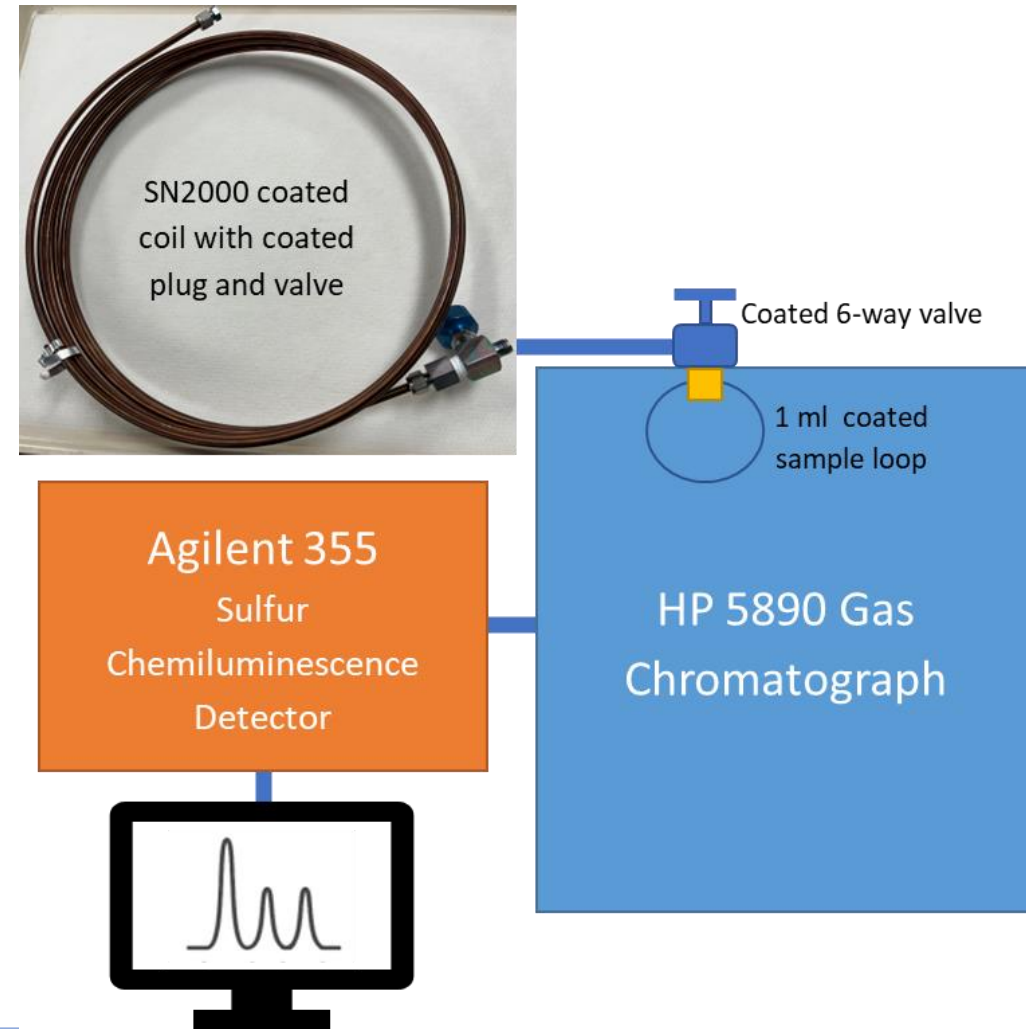 SN2000 coated
coil with coated
plug and valve
Coated 6-way valve
1 ml coated
sample loop
Agilent 355
Sulfur
Chemiluminescence
Detector
HP 5890 Gas
Chromatograph